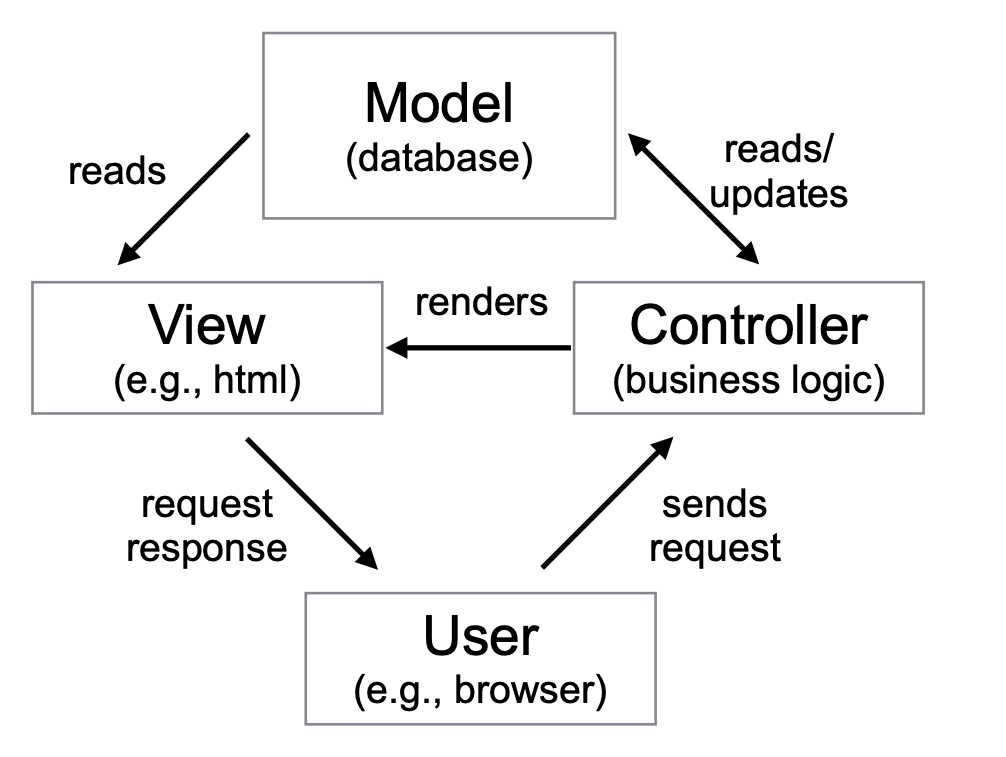 Model
(database)
reads
reads/
updates
View
(e.g., html)
renders
Controller
(business logic)
request
response
sends
request
User
(e.g., browser)